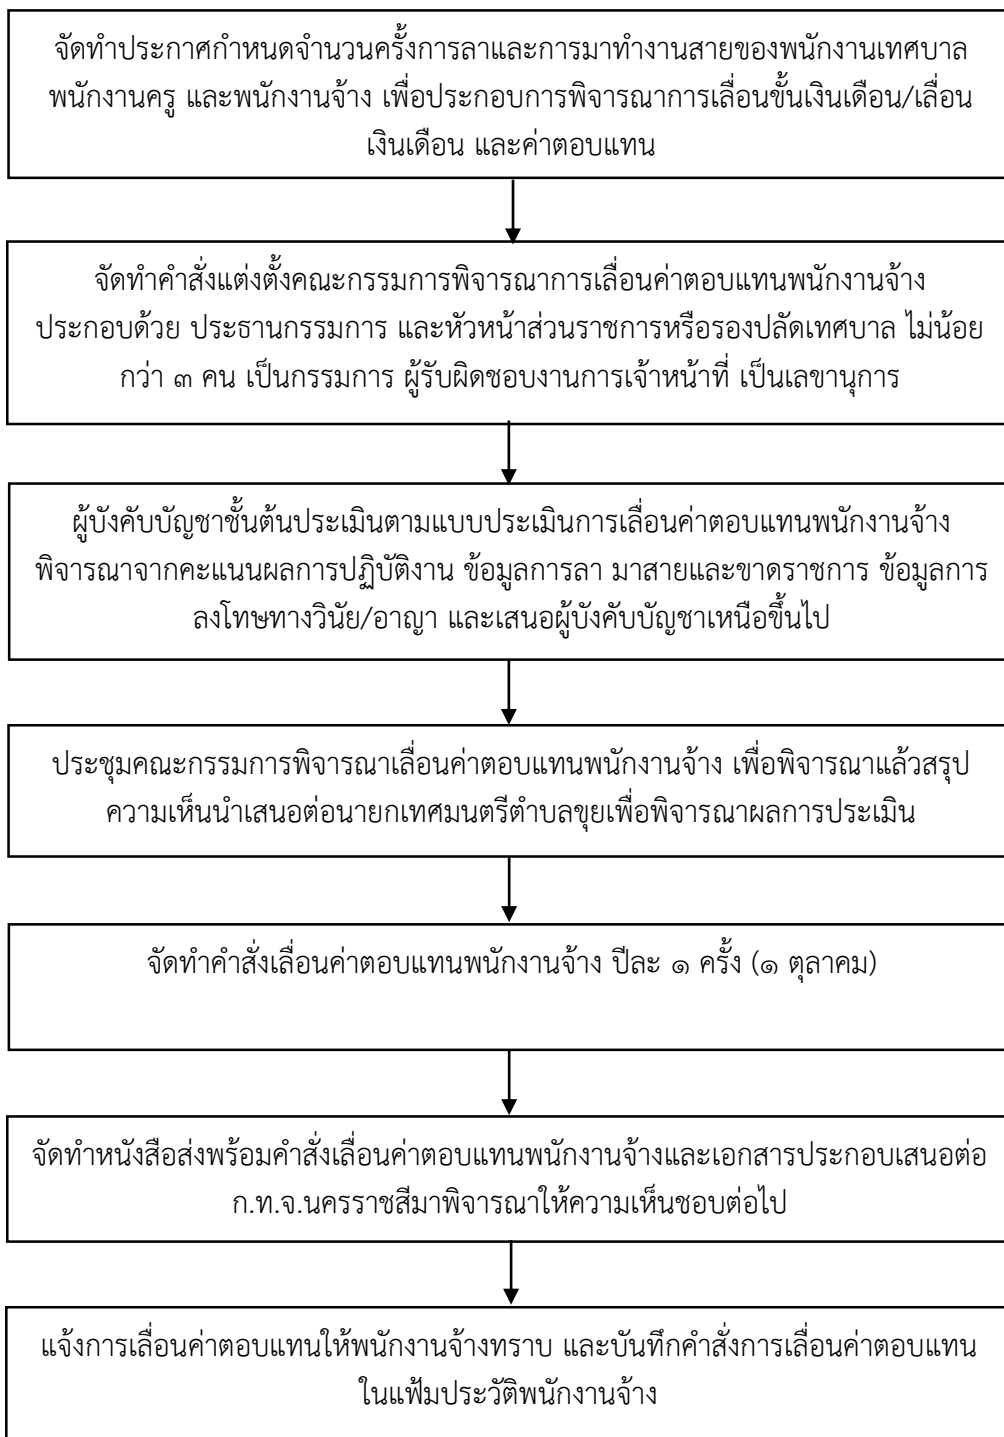 จัดทำประกาศกำหนดจำนวนครั้งการลาและการมาทำงานสายของพนักงานเทศบาล
พนักงานครู และพนักงานจ้าง เพื่อประกอบการพิจารณาการเลื่อนขั้นเงินเดือน/เลื่อน
เงินเดือน และค่าตอบแทน
จัดทำคำสั่งแต่งตั้งคณะกรรมการพิจารณาการเลื่อนค่าตอบแทนพนักงานจ้าง
ประกอบด้วย ประธานกรรมการ และหัวหน้าส่วนราชการหรือรองปลัดเทศบาล ไม่น้อย
กว่า ๓ คน เป็นกรรมการ ผู้รับผิดชอบงานการเจ้าหน้าที่ เป็นเลขานุการ
ผู้บังคับบัญชาชั้นต้นประเมินตามแบบประเมินการเลื่อนค่าตอบแทนพนักงานจ้าง
พิจารณาจากคะแนนผลการปฏิบัติงาน ข้อมูลการลา มาสายและขาดราชการ ข้อมูลการ
ลงโทษทางวินัย/อาญา และเสนอผู้บังคับบัญชาเหนือขึ้นไป
ประชุมคณะกรรมการพิจารณาเลื่อนค่าตอบแทนพนักงานจ้าง เพื่อพิจารณาแล้วสรุป
ความเห็นนำเสนอต่อนายกเทศมนตรีตำบลขุยเพื่อพิจารณาผลการประเมิน
จัดทำคำสั่งเลื่อนค่าตอบแทนพนักงานจ้าง ปีละ ๑ ครั้ง (๑ ตุลาคม)
จัดทำหนังสือส่งพร้อมคำสั่งเลื่อนค่าตอบแทนพนักงานจ้างและเอกสารประกอบเสนอต่อ
ก.ท.จ.นครราชสีมาพิจารณาให้ความเห็นชอบต่อไป
แจ้งการเลื่อนค่าตอบแทนให้พนักงานจ้างทราบ และบันทึกคำสั่งการเลื่อนค่าตอบแทน
ในแฟ้มประวัติพนักงานจ้าง